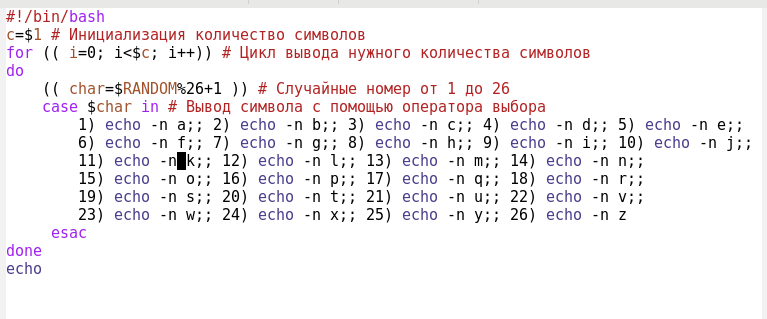 #!/bin/bash
c=$1 # Инициализация количество символов
for (( i=0; i<$c; i++)) # Цикл вывода нужного количества символов
do
    (( char=$RANDOM%26+1 )) # Случайные номер от 1 до 26
    case $char in # Вывод символа с помощью оператора выбора
        1) echo -n a;; 2) echo -n b;; 3) echo -n c;; 4) echo -n d;; 5) echo -n e;;
        6) echo -n f;; 7) echo -n g;; 8) echo -n h;; 9) echo -n i;; 10) echo -n j;;
        11) echo -n k;; 12) echo -n l;; 13) echo -n m;; 14) echo -n n;;
        15) echo -n o;; 16) echo -n p;; 17) echo -n q;; 18) echo -n r;;
        19) echo -n s;; 20) echo -n t;; 21) echo -n u;; 22) echo -n v;;
        23) echo -n w;; 24) echo -n x;; 25) echo -n y;; 26) echo -n z
     esac
done
echo